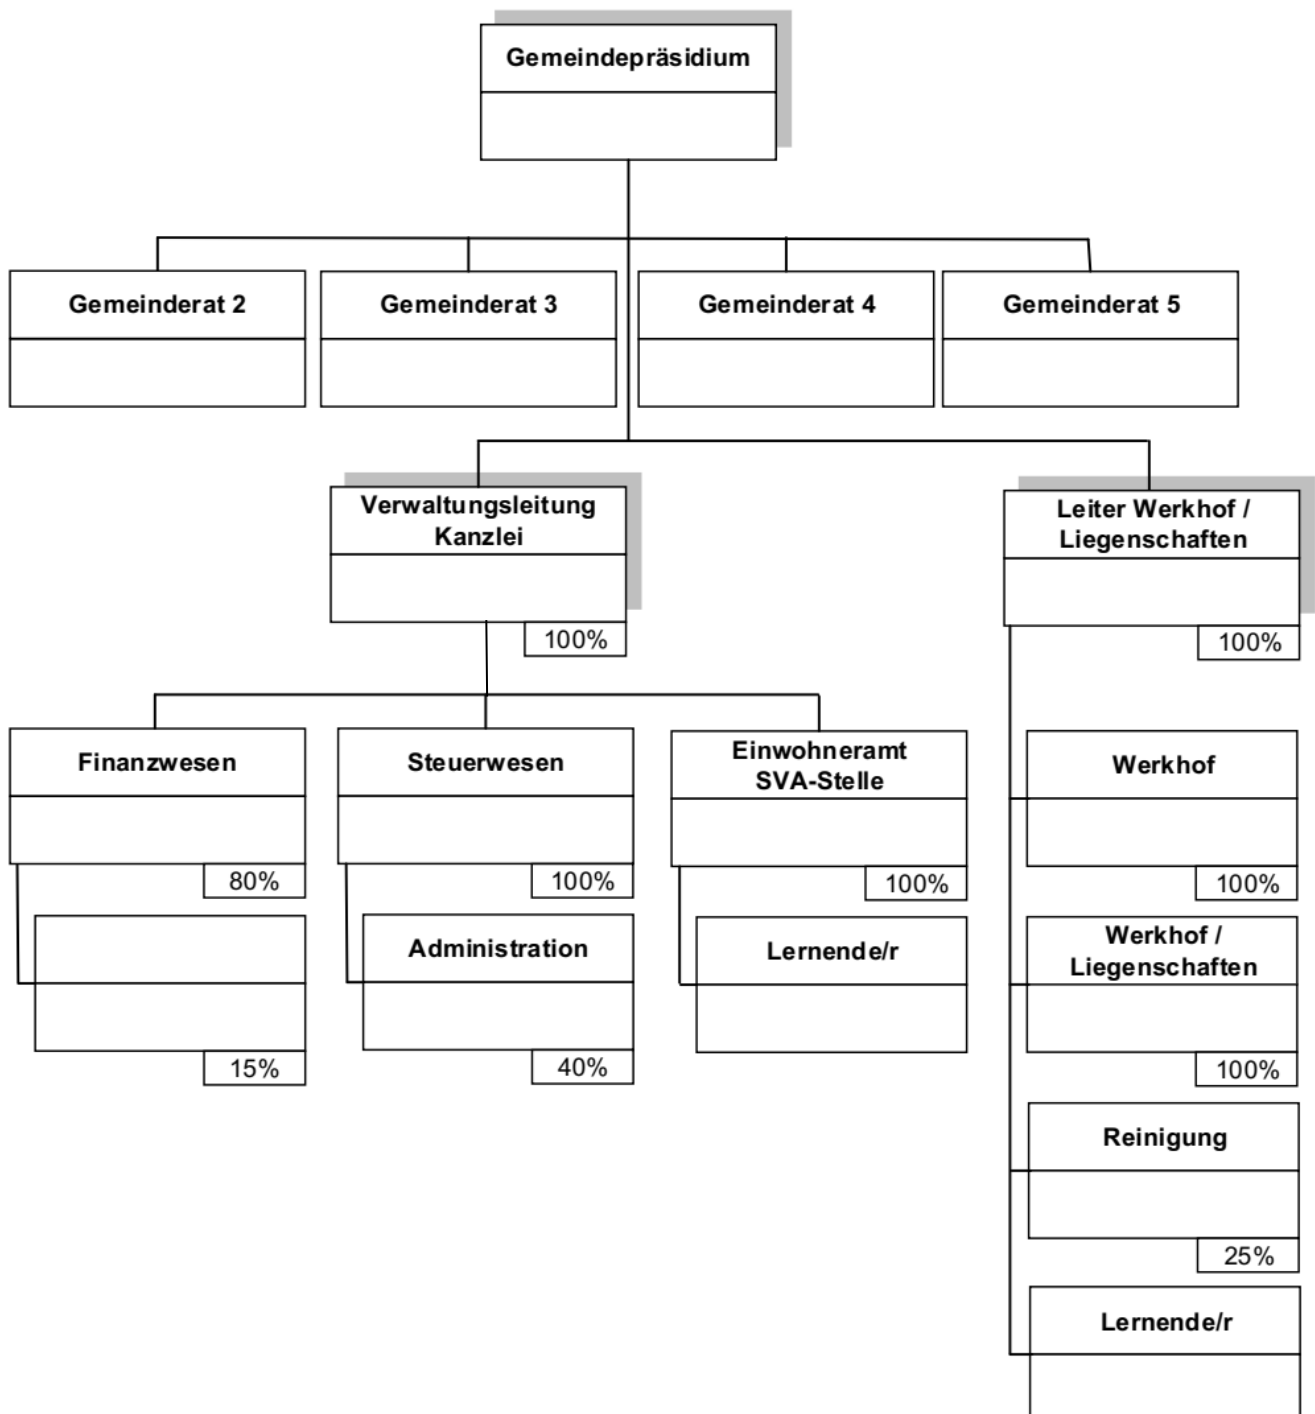 Gemeindepräsidium
Gemeinderat 2
Gemeinderat 3
Gemeinderat 4
Gemeinderat 5
Verwaltungsleitung
Kanzlei
100%
Leiter Werkhof /
Liegenschaften
100%
Finanzwesen
80%
Steuerwesen
100%
Einwohneramt
SVA-Stelle
100%
Werkhof
100%
15%
Administration
40%
Lernende/r
Werkhof /
Liegenschaften
100%
Reinigung
25%
Lernende/r